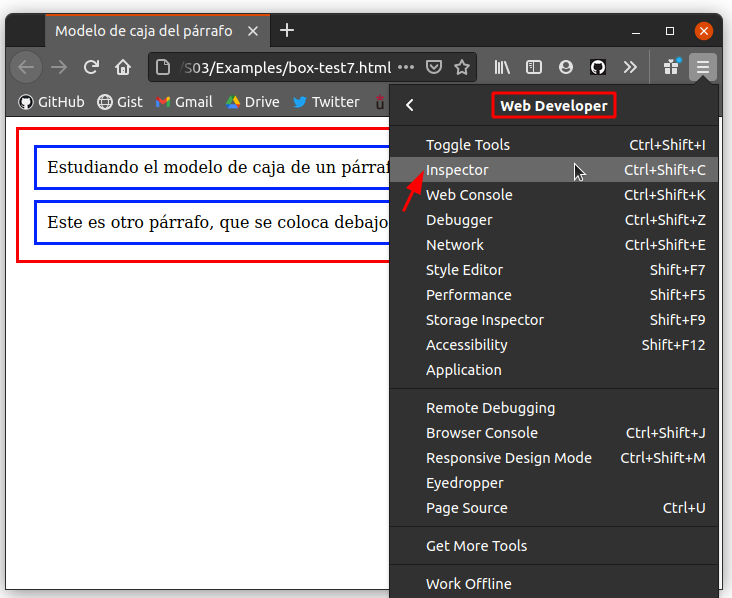 Modelo de caja del párrafo
/S03/Examples/box-test7.html
GitHub Gist Gmail Drive Twitter
Web Developer
Estudiando el modelo de caja de un
Este es otro párrafo, que se coloca debajo
Toggle Tools Ctrl+Shift+I
Inspector Ctrl+Shift+C
Web Console Ctrl+Shift+K
Debugger Ctrl+Shift+Z
Network Ctrl+Shift+E
Style Editor Shift+F7
Performance Shift+F5
Storage Inspector Shift+F9
Accessibility Shift+F12
Application
Remote Debugging
Browser Console Ctrl+Shift+J
Responsive Design Mode Ctrl+Shift+M
Eyedropper
Page Source Ctrl+U
Get More Tools
Work Offline